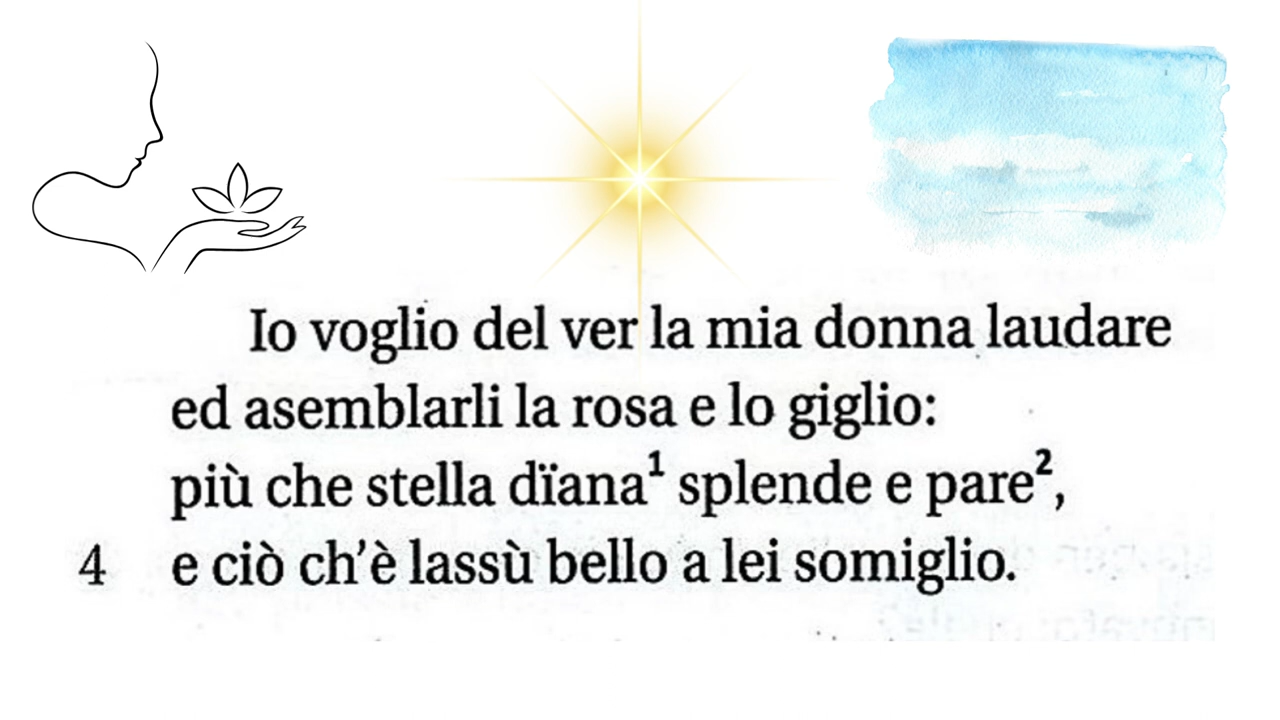 Io voglio del ver la mia donna laudare
ed asemblarli la rosa e lo giglio:
più che stella dïana¹ splende e pare²,
4 e ciò ch'è lassù bello a lei somiglio.